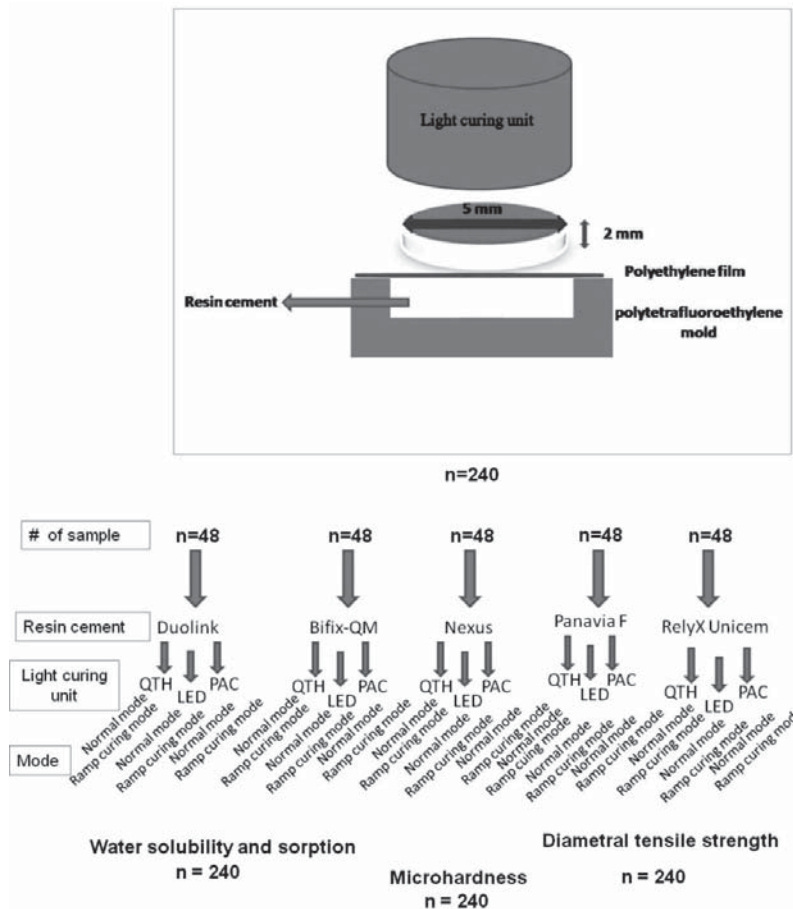 Light curing unit
5 mm
2 mm
Polyethylene film
Resin cement
polytetrafluoroethylene
mold
n=240
# of sample
n=48 n=48 n=48 n=48 n=48
Resin cement
Duolink Bifix-QM Nexus Panavia F RelyX Unicem
Light curing
unit
QTH LED PAC QTH LED PAC QTH LED PAC QTH LED PAC QTH LED PAC
Mode
Normal mode
Ramp curing mode
Normal mode
Ramp curing mode
Normal mode
Ramp curing mode
Normal mode
Ramp curing mode
Normal mode
Ramp curing mode
Normal mode
Ramp curing mode
Normal mode
Ramp curing mode
Normal mode
Ramp curing mode
Normal mode
Ramp curing mode
Normal mode
Ramp curing mode
Normal mode
Ramp curing mode
Normal mode
Ramp curing mode
Normal mode
Ramp curing mode
Normal mode
Ramp curing mode
Normal mode
Ramp curing mode
Water solubility and sorption
n = 240
Microhardness
n = 240
Diametral tensile strength
n = 240